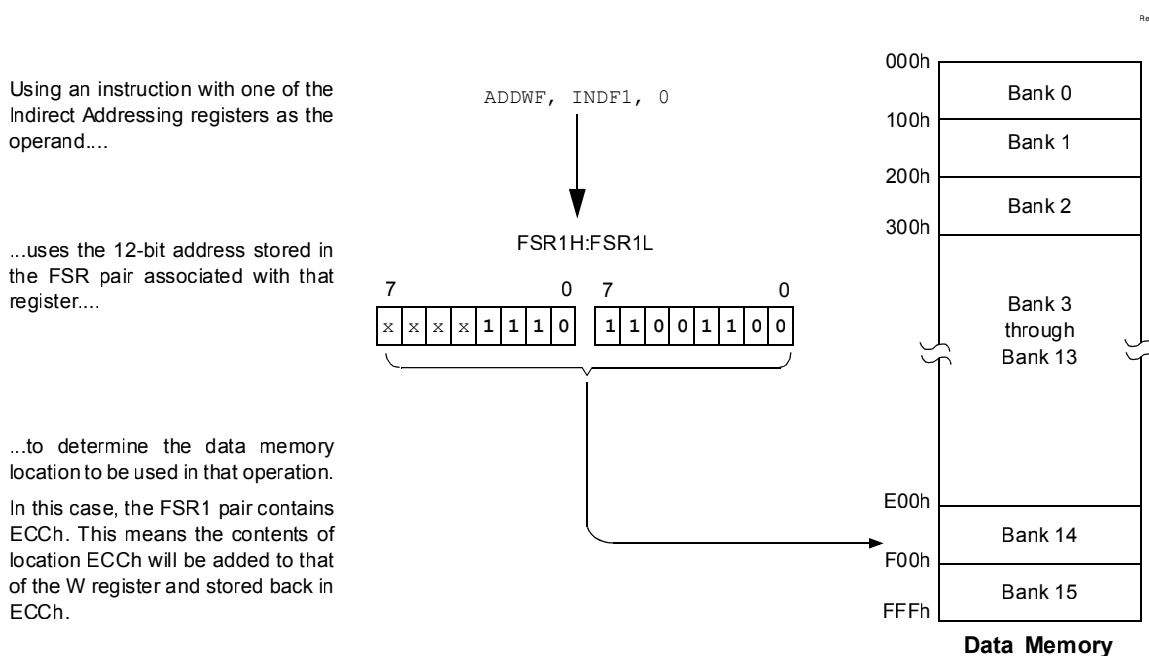 Re
Using an instruction with one of the
Indirect Addressing registers as the
operand....
ADDWF, INDF1, 0
...uses the 12-bit address stored in
the FSR pair associated with that
register....
FSR1H:FSR1L
7 0 7 0
x x x x 1 1 1 0 1 1 0 0 1 1 0 0
...to determine the data memory
location to be used in that operation.
In this case, the FSR1 pair contains
ECCh. This means the contents of
location ECCh will be added to that
of the W register and stored back in
ECCh.
000h
Bank 0
100h
Bank 1
200h
Bank 2
300h
Bank 3
through
Bank 13
E00h
Bank 14
F00h
Bank 15
FFFh
Data Memory